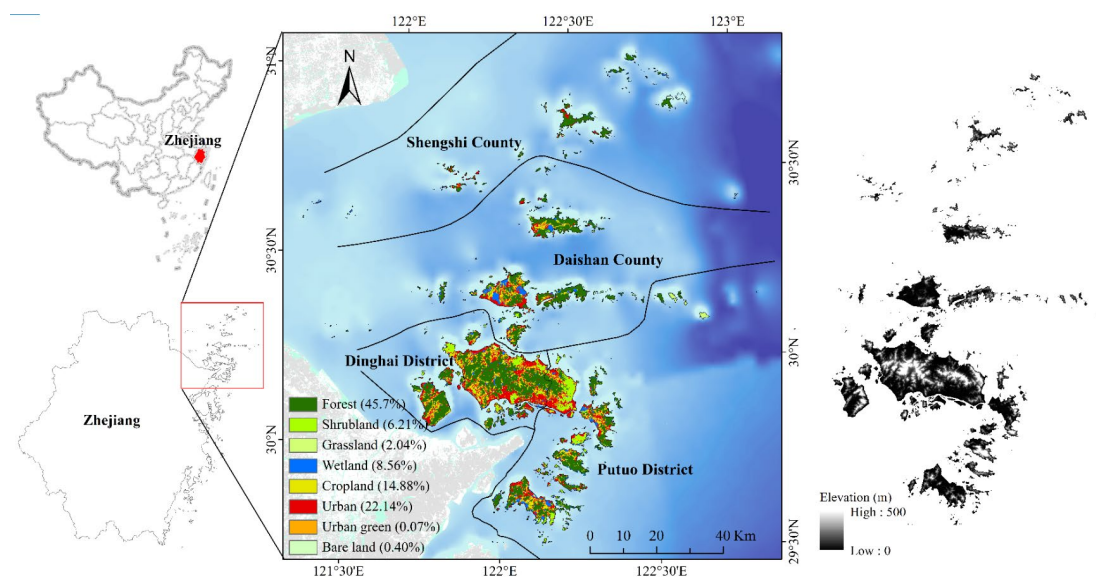 122°E
122°30′E
123°E
31°N
N
Zhejiang
Shengshi County
30°30′N
30°30′N
Daishan County
30°N
Dinghai District
Zhejiang
Forest (45.7%)
Shrubland (6.21%)
Grassland (2.04%)
Wetland (8.56%)
Cropland (14.88%)
Urban (22.14%)
Urban green (0.07%)
Bare land (0.40%)
30°N
Putuo District
Elevation (m)
High : 500
Low : 0
0 10 20 40 Km
29°30′N
121°30′E
122°E
122°30′E